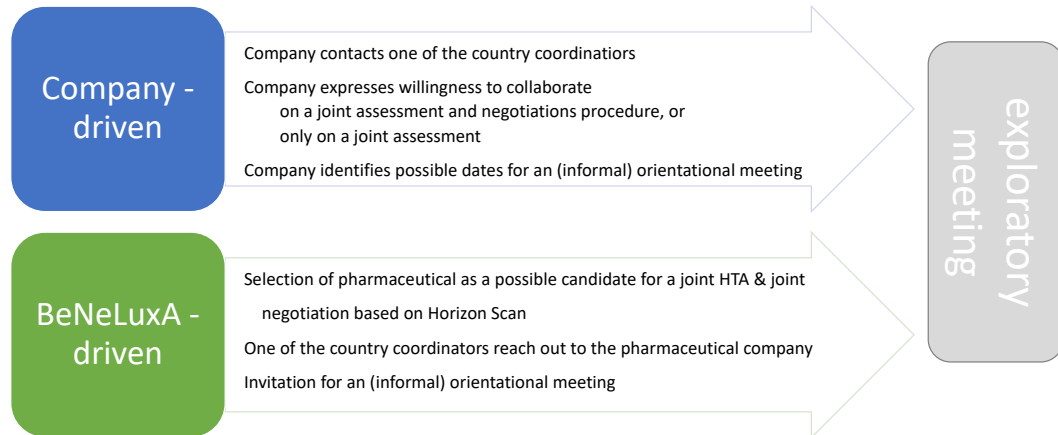 Company -
driven
Company contacts one of the country coordinatiors
Company expresses willingness to collaborate
on a joint assessment and negotiations procedure, or
only on a joint assessment
Company identifies possible dates for an (informal) orientational meeting
BeNeLuxA -
driven
Selection of pharmaceutical as a possible candidate for a joint HTA & joint
negotiation based on Horizon Scan
One of the country coordinators reach out to the pharmaceutical company
Invitation for an (informal) orientational meeting
exploratory
meeting